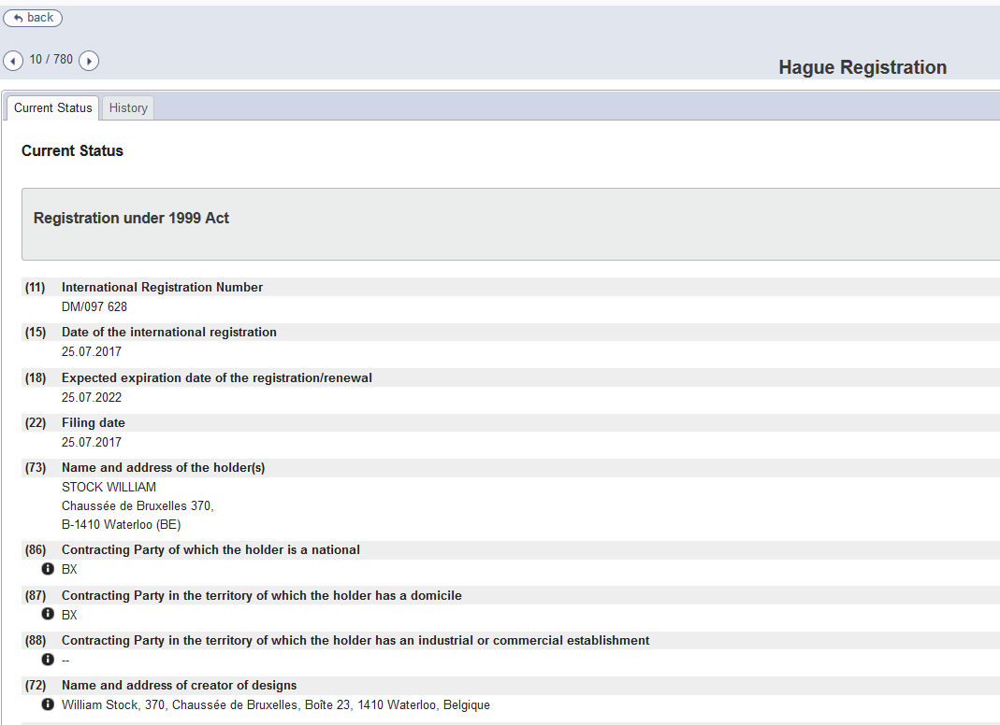 back
10 / 780
Hague Registration
Current Status History
Current Status
Registration under 1999 Act
(11) International Registration Number
DM/097 628
(15) Date of the international registration
25.07.2017
(18) Expected expiration date of the registration/renewal
25.07.2022
(22) Filing date
25.07.2017
(73) Name and address of the holder(s)
STOCK WILLIAM
Chaussée de Bruxelles 370,
B-1410 Waterloo (BE)
(86) Contracting Party of which the holder is a national
BX
(87) Contracting Party in the territory of which the holder has a domicile
BX
(88) Contracting Party in the territory of which the holder has an industrial or commercial establishment
--
(72) Name and address of creator of designs
William Stock, 370, Chaussée de Bruxelles, Boîte 23, 1410 Waterloo, Belgique